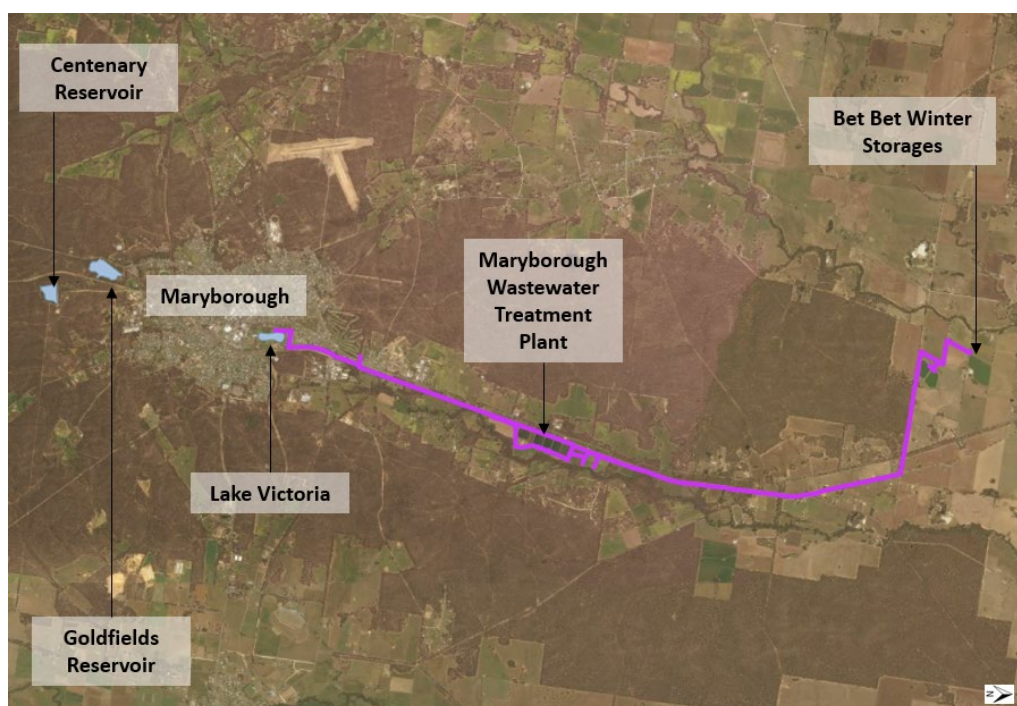 Centenary
Reservoir
Bet Bet Winter
Storages
Maryborough
Wastewater
Treatment
Plant
Maryborough
Lake Victoria
Goldfields
Reservoir
N